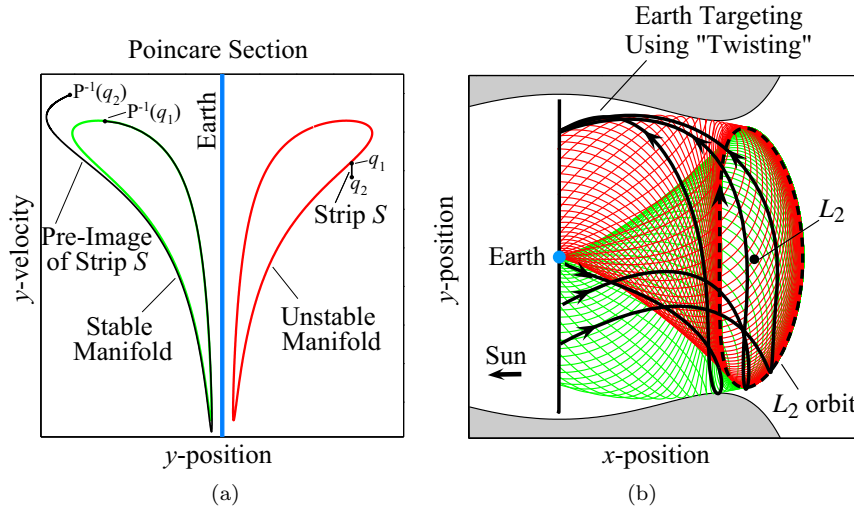 Poincare Section
y-velocity
P⁻¹(q₂)
P⁻¹(q₁)
Earth
q₁
q₂
Strip S
Pre-Image
of Strip S
Stable
Manifold
Unstable
Manifold
y-position
(a)
Earth Targeting
Using "Twisting"
y-position
L₂
Earth
Sun
L₂ orbit
x-position
(b)